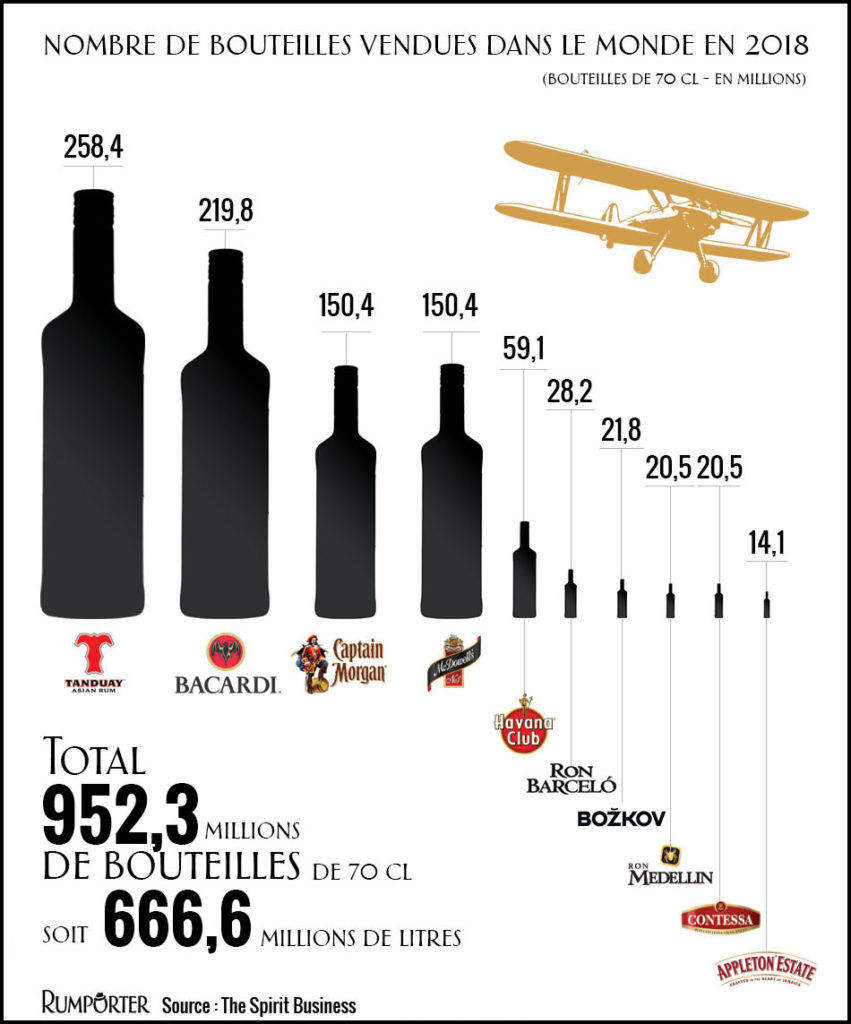 NOMBRE DE BOUTEILLES VENDUES DANS LE MONDE EN 2018
(BOUTEILLES DE 70 CL - EN MILLIONS)
258,4
219,8
150,4
150,4
59,1
28,2
21,8
20,5
20,5
14,1
TANDUAY
ASIAN RUM
BACARDI.
Captain
Morgan
McDowell's
No1
Havana
Club
RON
BARCELÓ
BOŽKOV
RON
MEDELLIN
CONTESSA
APPLETON ESTATE
TOTAL
952,3 MILLIONS
DE BOUTEILLES DE 70 CL
SOIT 666,6 MILLIONS DE LITRES
RUMPORTER Source : The Spirit Business